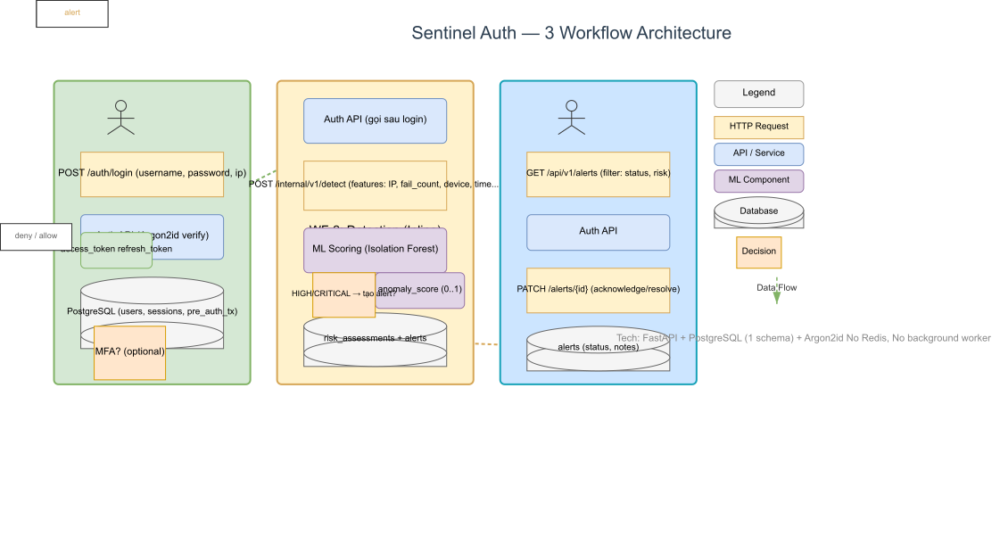 alert
Sentinel Auth — 3 Workflow Architecture
POST /auth/login (username, password, ip)
deny / allow
gon2id verify)
access_token refresh_token
PostgreSQL (users, sessions, pre_auth_tx)
MFA? (optional)
Auth API (gọi sau login)
POST /internal/v1/detect (features: IP, fail_count, device, time...
ML Scoring (Isolation Forest)
HIGH/CRITICAL → tạo alert?
anomaly_score (0..1)
risk_assessments + alerts
GET /api/v1/alerts (filter: status, risk)
Auth API
PATCH /alerts/{id} (acknowledge/resolve)
alerts (status, notes)
Legend
HTTP Request
API / Service
ML Component
Database
Decision
Data Flow
Tech: FastAPI + PostgreSQL (1 schema) + Argon2id No Redis, No background worker